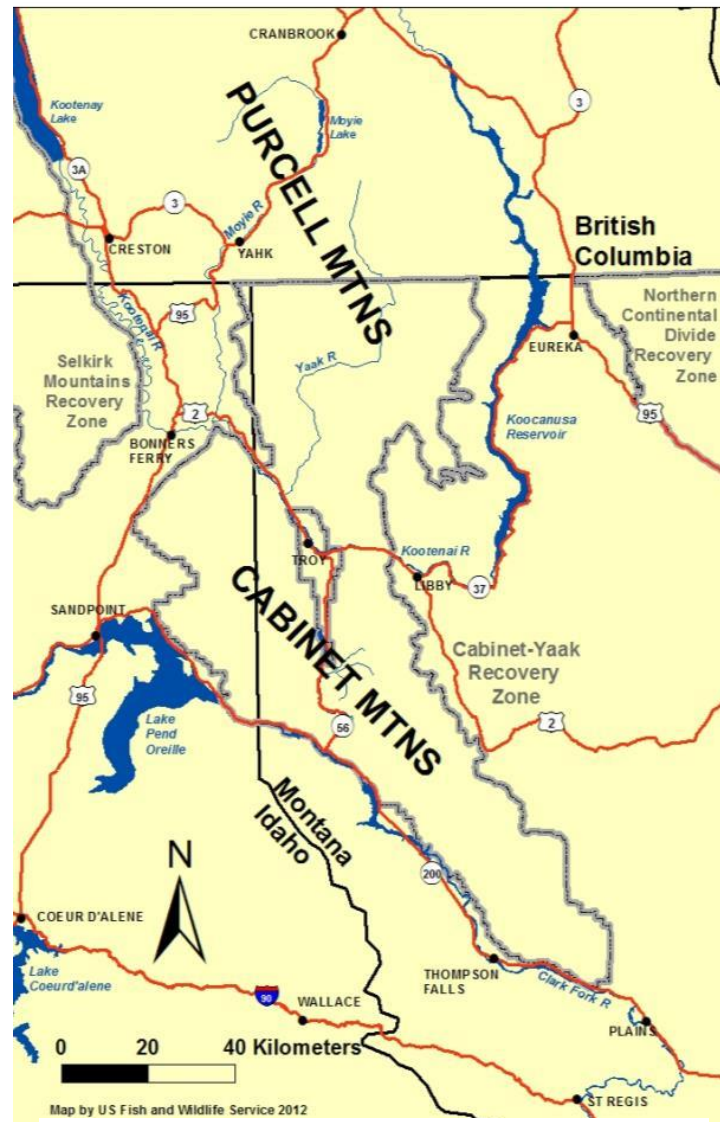 CRANBROOK
Kootenay
Lake
Moyie
Lake
3
PURCELL MTNS
3A
3
Moyie R
CRESTON
YAHK
British
Columbia
Kootenai R
95
Northern
Continental
Divide
Recovery
Zone
EUREKA
Selkirk
Mountains
Recovery
Zone
Yaak R
2
95
Koocanusa
Reservoir
BONNERS
FERRY
TROY
Kootenai R
LIBBY
37
CABINET MTNS
SANDPOINT
Cabinet-Yaak
Recovery
Zone
95
Lake
Pend
Oreille
56
2
Montana
Idaho
N
200
COEUR D'ALENE
Lake
Coeurd'alene
THOMPSON
FALLS
Clark Fork R
90
WALLACE
PLAINS
0 20 40 Kilometers
ST REGIS
Map by US Fish and Wildlife Service 2012